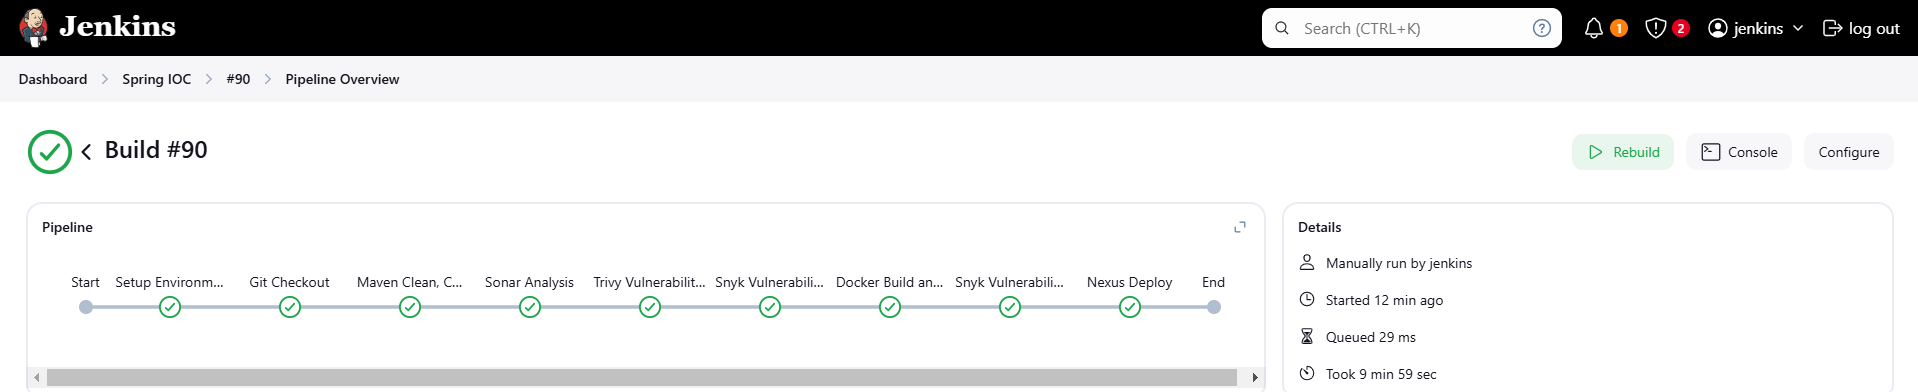 Jenkins
Search (CTRL+K)
?
1
2
jenkins
log out
Dashboard
Spring IOC
#90
Pipeline Overview
Build #90
Rebuild
Console
Configure
Pipeline
Start
Setup Environm...
Git Checkout
Maven Clean, C...
Sonar Analysis
Trivy Vulnerabilit...
Snyk Vulnerabili...
Docker Build an...
Snyk Vulnerabili...
Nexus Deploy
End
Details
Manually run by jenkins
Started 12 min ago
Queued 29 ms
Took 9 min 59 sec